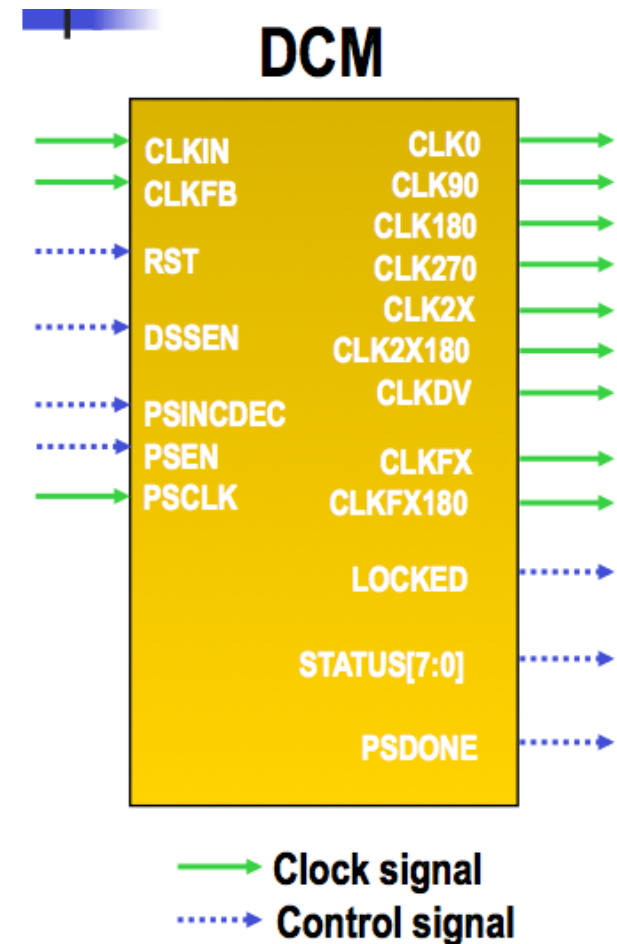 DCM
CLKIN
CLKFB
RST
DSSEN
PSINCDEC
PSEN
PSCLK
CLK0
CLK90
CLK180
CLK270
CLK2X
CLK2X180
CLKDV
CLKFX
CLKFX180
LOCKED
STATUS[7:0]
PSDONE
Clock signal
Control signal